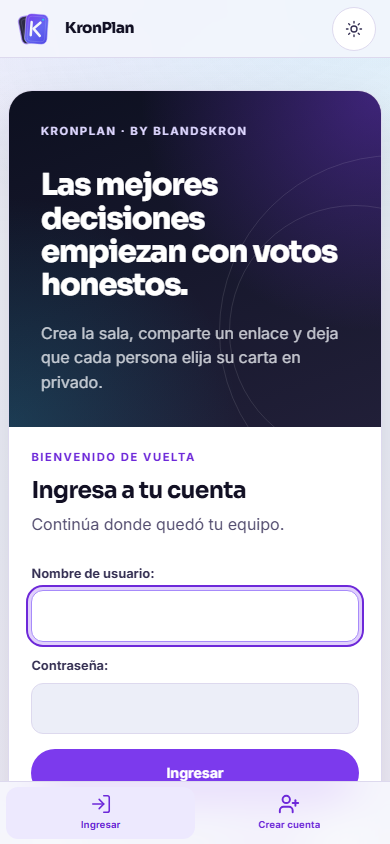 K
KronPlan
KRONPLAN · BY BLANDSKRON
Las mejores
decisiones
empiezan con votos
honestos.
Crea la sala, comparte un enlace y deja
que cada persona elija su carta en
privado.
BIENVENIDO DE VUELTA
Ingresa a tu cuenta
Continúa donde quedó tu equipo.
Nombre de usuario:
Contraseña:
Ingresar
Ingresar
Crear cuenta